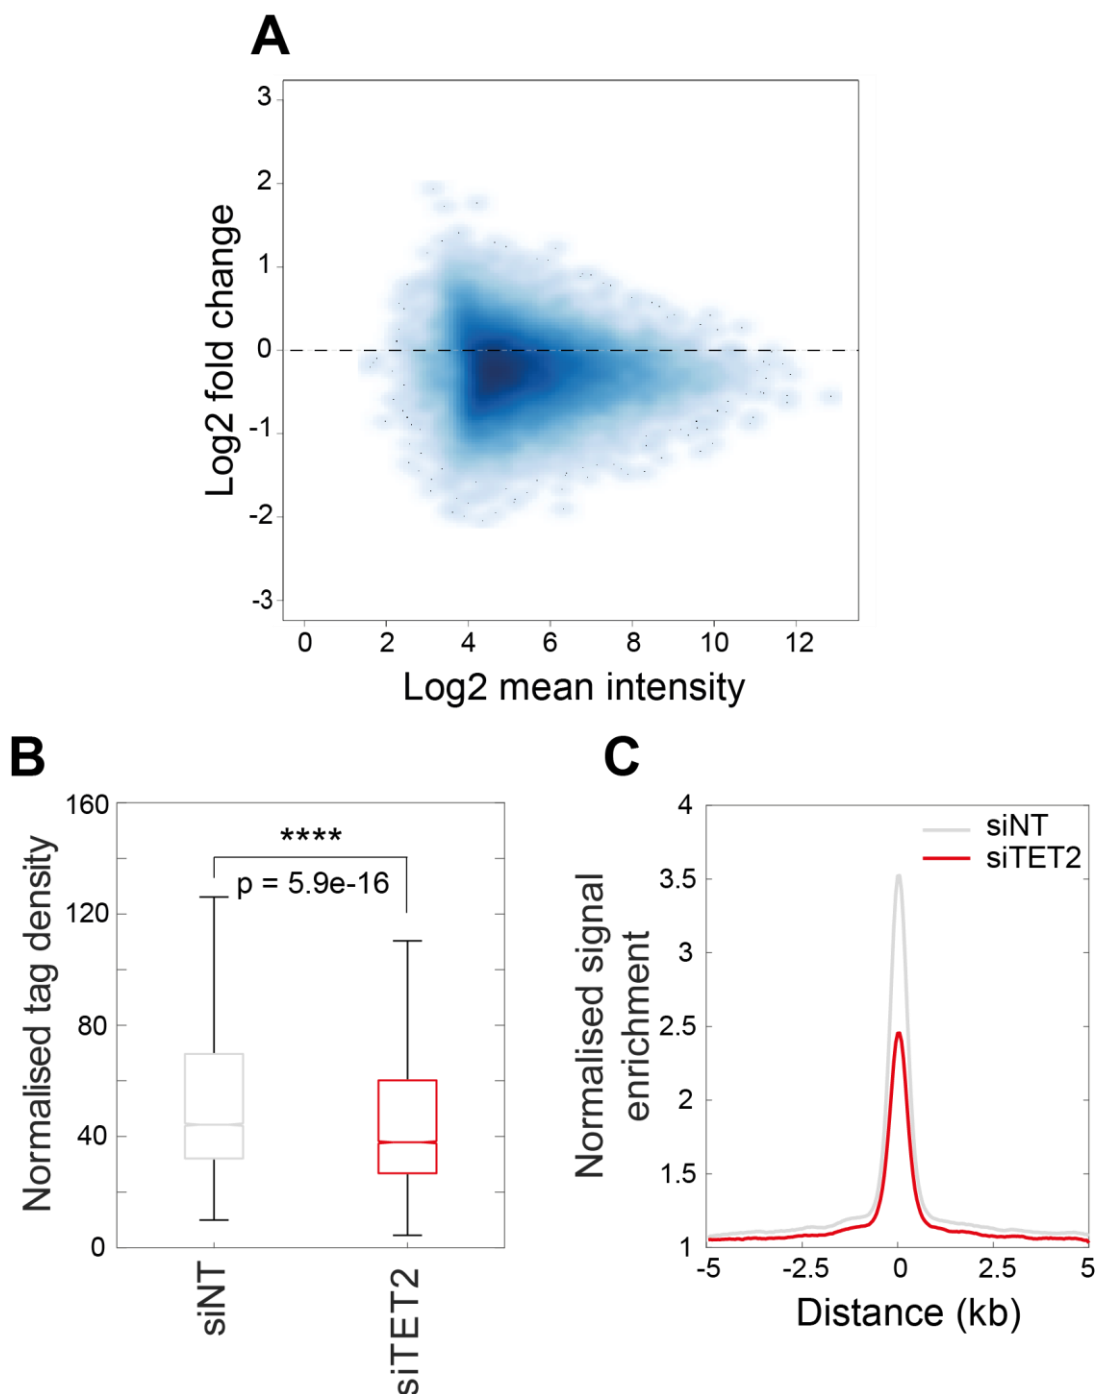 A
3
2
1
0
-1
-2
-3
Log2 fold change
0 2 4 6 8 10 12
Log2 mean intensity
B
160
120
80
40
0
Normalised tag density
****
p = 5.9e-16
siNT
siTET2
C
4
3.5
3
2.5
2
1.5
1
Normalised signal
enrichment
siNT
siTET2
-5 -2.5 0 2.5 5
Distance (kb)